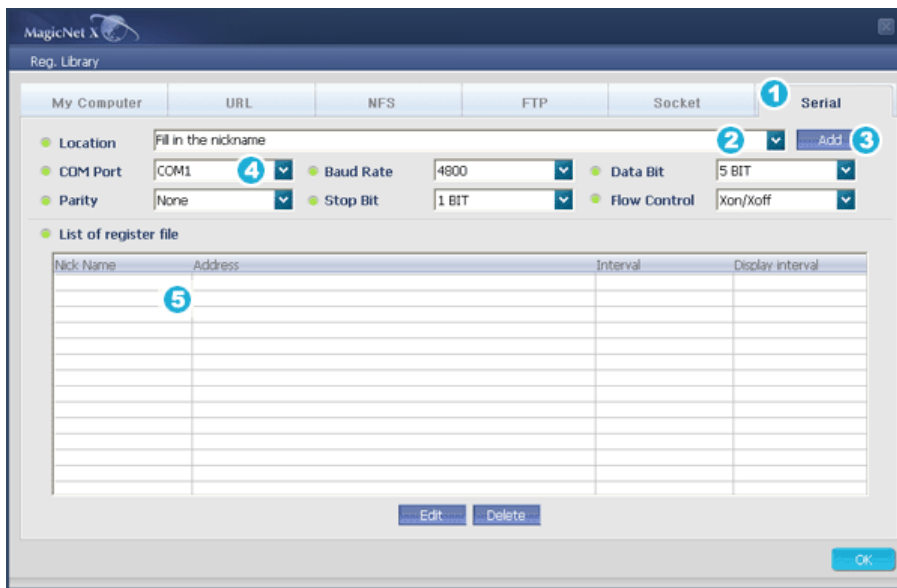 MagicNet X
Reg. Library
My Computer URL NFS FTP Socket 1 Serial
Location Fill in the nickname 2 Add 3
COM Port COM1 4 Baud Rate 4800 Data Bit 5 BIT
Parity None Stop Bit 1 BIT Flow Control Xon/Xoff
List of register file
Nick Name Address Interval Display interval
5
Edit Delete
OK